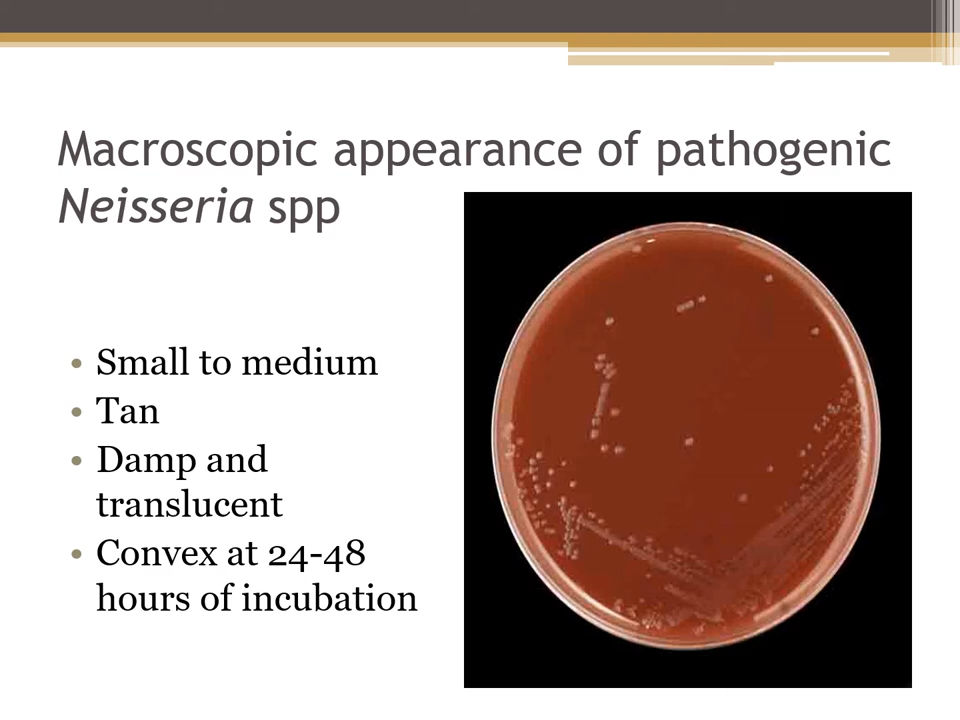 Macroscopic appearance of pathogenic
Neisseria spp
• Small to medium
• Tan
• Damp and
translucent
• Convex at 24-48
hours of incubation